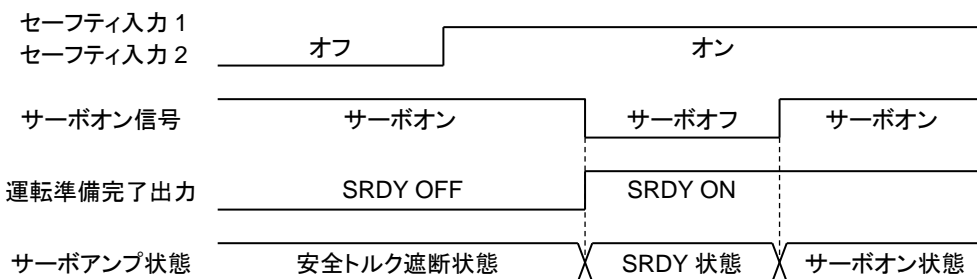 セーフティ入力 1
セーフティ入力 2
オフ
オン
サーボオン信号
サーボオン
サーボオフ
サーボオン
運転準備完了出力
SRDY OFF
SRDY ON
サーボアンプ状態
安全トルク遮断状態
SRDY 状態
サーボオン状態